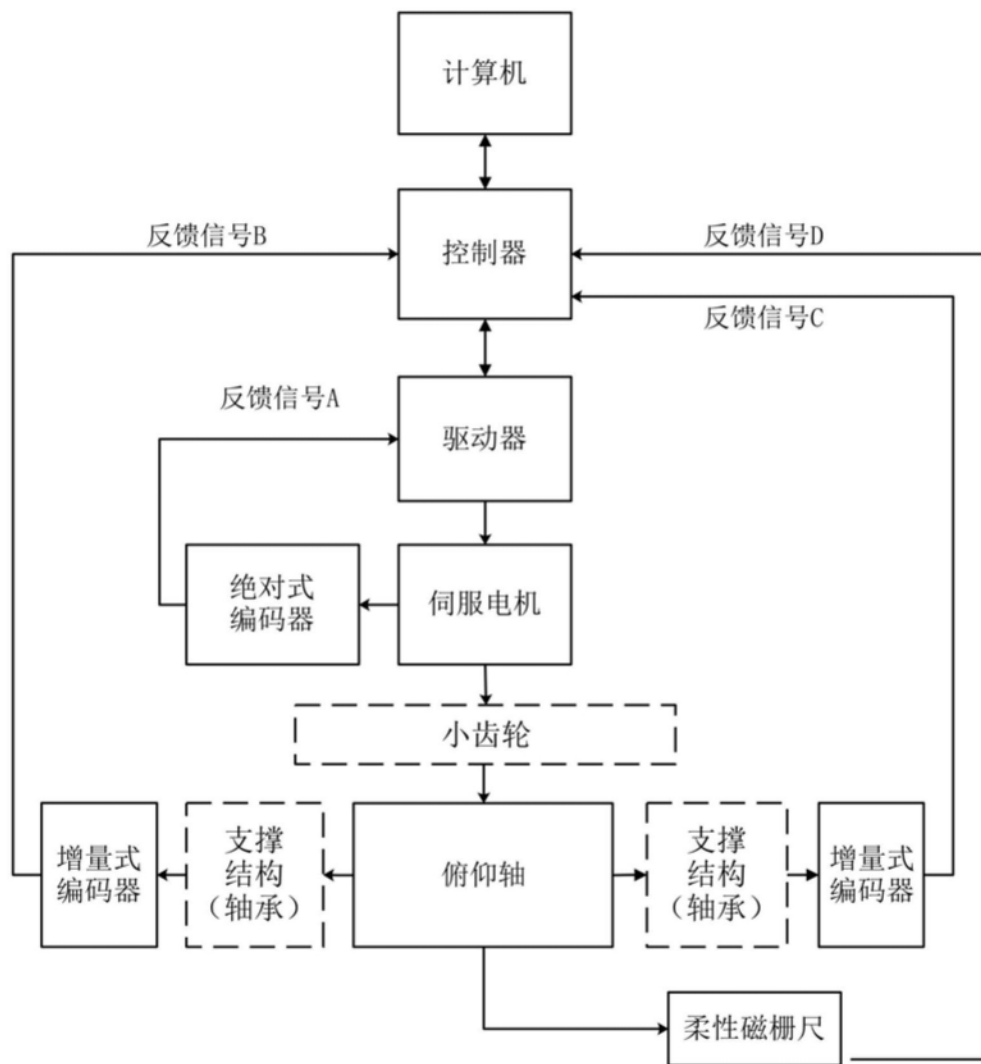 计算机
反馈信号B
控制器
反馈信号D
反馈信号C
反馈信号A
驱动器
绝对式
编码器
伺服电机
小齿轮
增量式
编码器
支撑
结构
（轴承）
俯仰轴
支撑
结构
（轴承）
增量式
编码器
柔性磁栅尺